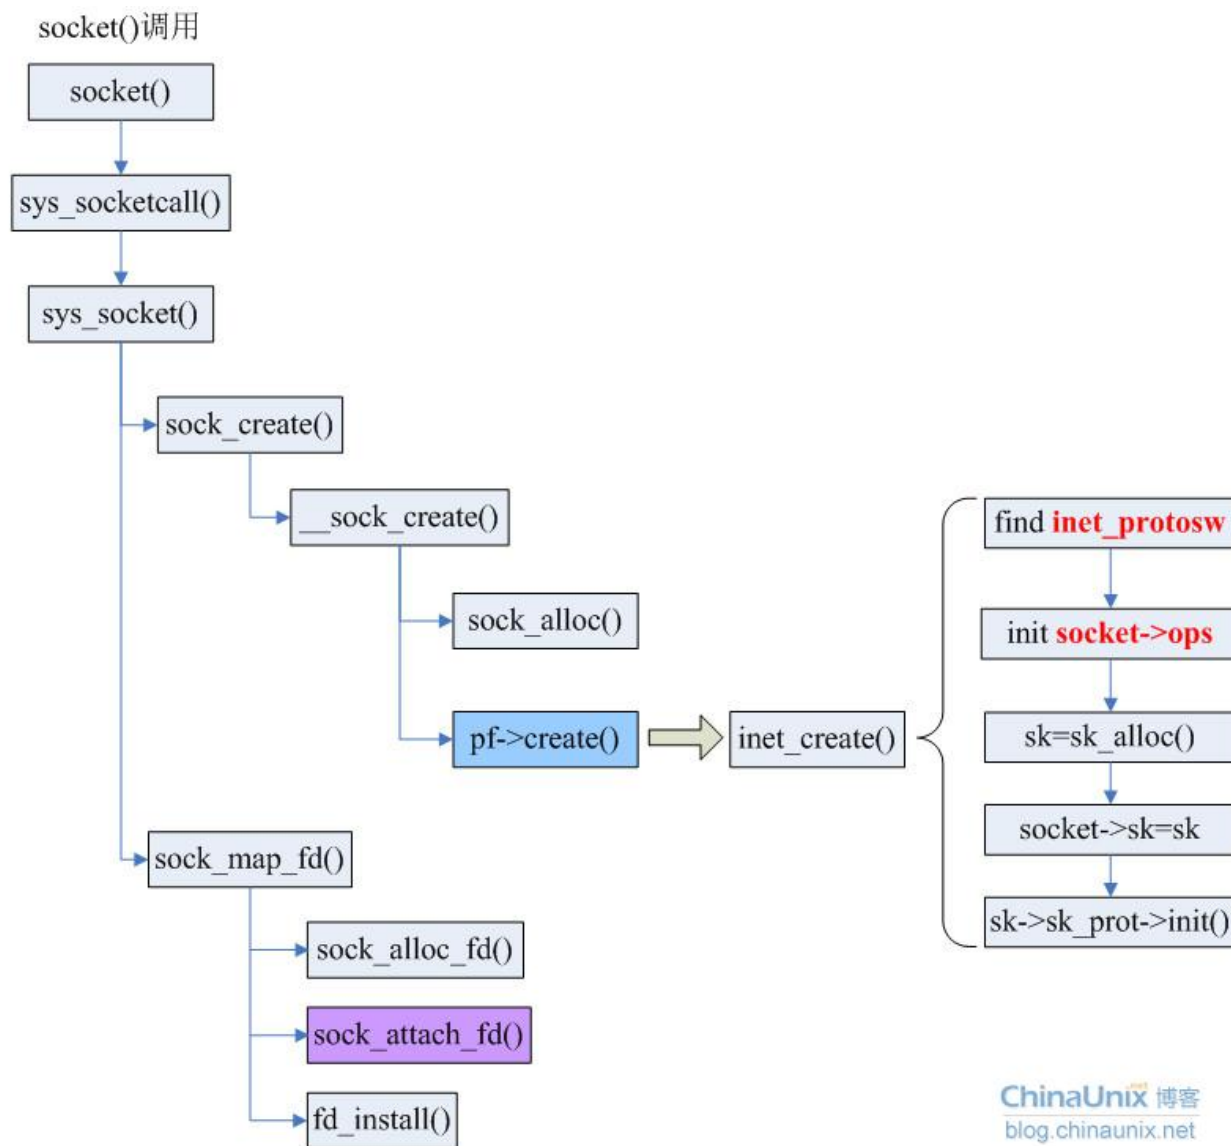 socket()调用
socket()
sys_socketcall()
sys_socket()
sock_create()
__sock_create()
sock_alloc()
pf->create()
inet_create()
find inet_protosw
init socket->ops
sk=sk_alloc()
socket->sk=sk
sk->sk_prot->init()
sock_map_fd()
sock_alloc_fd()
sock_attach_fd()
fd_install()
ChinaUnix.net 博客
blog.chinaunix.net